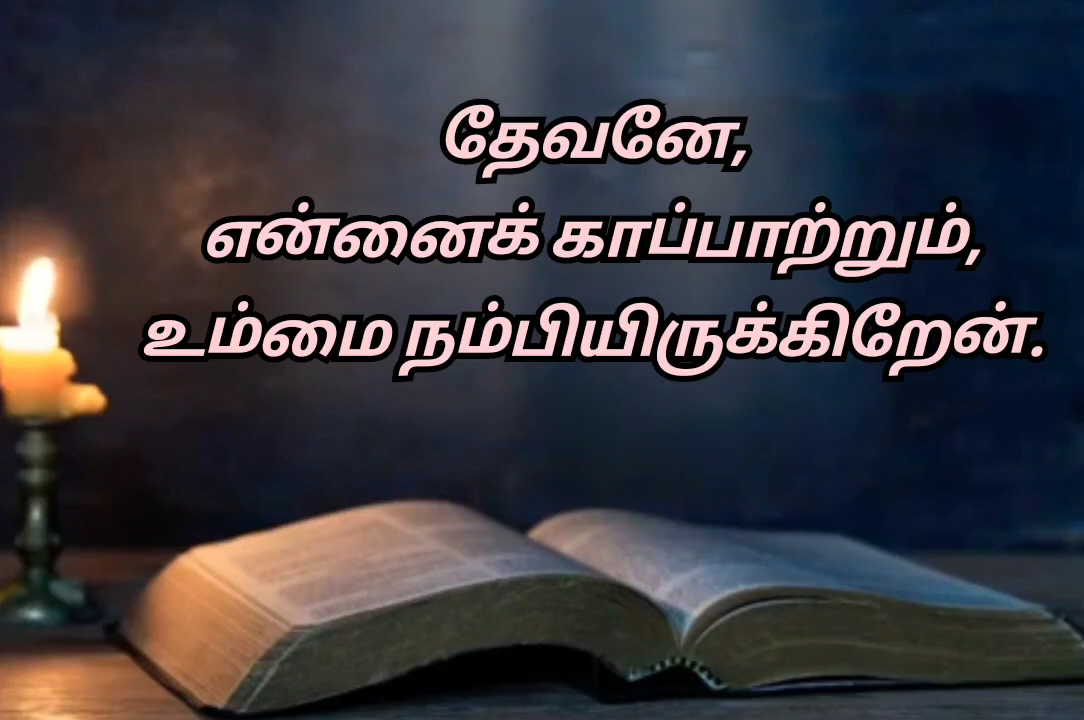 தேவனே,
என்னைக் காப்பாற்றும்,
உம்மை நம்பியிருக்கிறேன்.